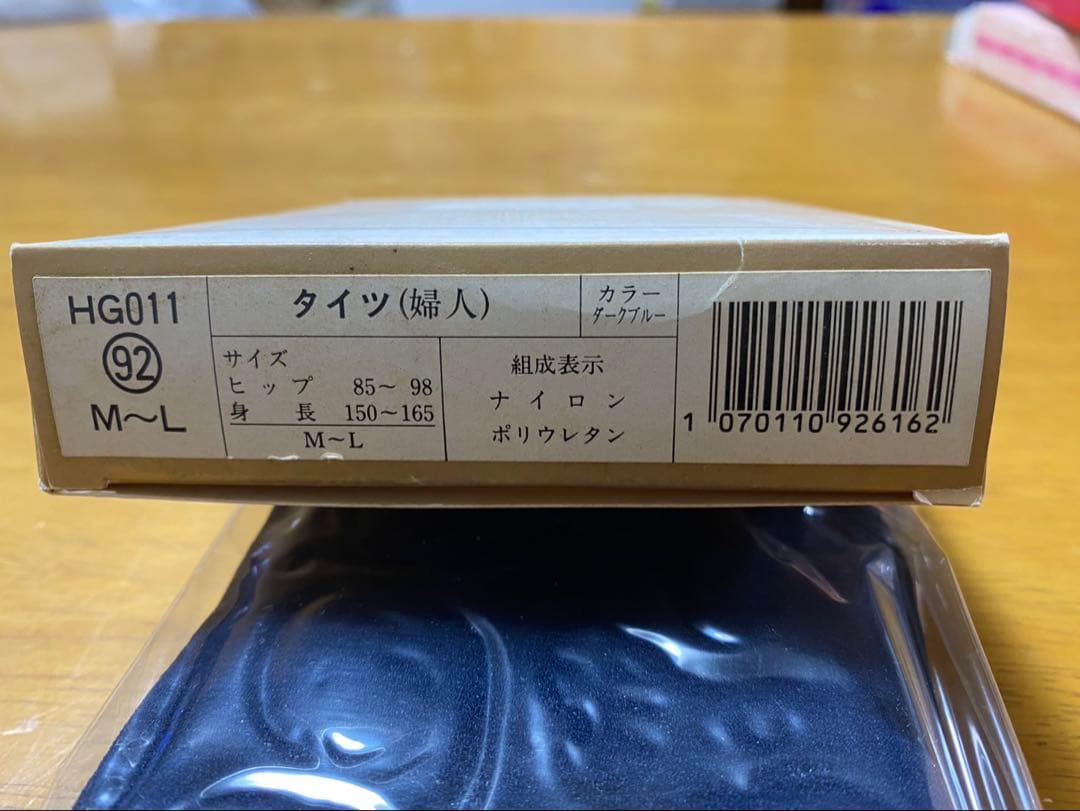 HG011
92
M〜L
タイツ(婦人)
カラー
ダークブルー
サイズ
ヒップ 85〜98
身長 150〜165
M〜L
組成表示
ナイロン
ポリウレタン
1 070110 926162